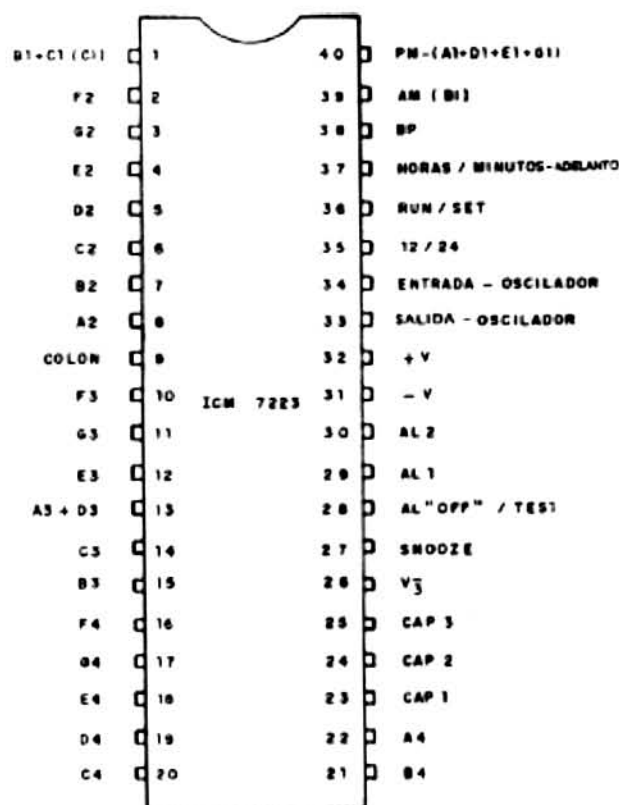 B1+C1 (C) 1 40 PM-(A1+D1+E1+G1)
F2 2 39 AM (B1)
G2 3 38 BP
E2 4 37 HORAS / MINUTOS-ADELANTO
D2 5 36 RUN / SET
C2 6 35 12 / 24
B2 7 34 ENTRADA - OSCILADOR
A2 8 33 SALIDA - OSCILADOR
COLON 9 32 + V
F3 10 31 - V
ICM 7223
G3 11 30 AL 2
E3 12 29 AL 1
A3 + D3 13 28 AL "OFF" / TEST
C3 14 27 SNOOZE
B3 15 26 V3
F4 16 25 CAP 3
G4 17 24 CAP 2
E4 18 23 CAP 1
D4 19 22 A4
C4 20 21 B4